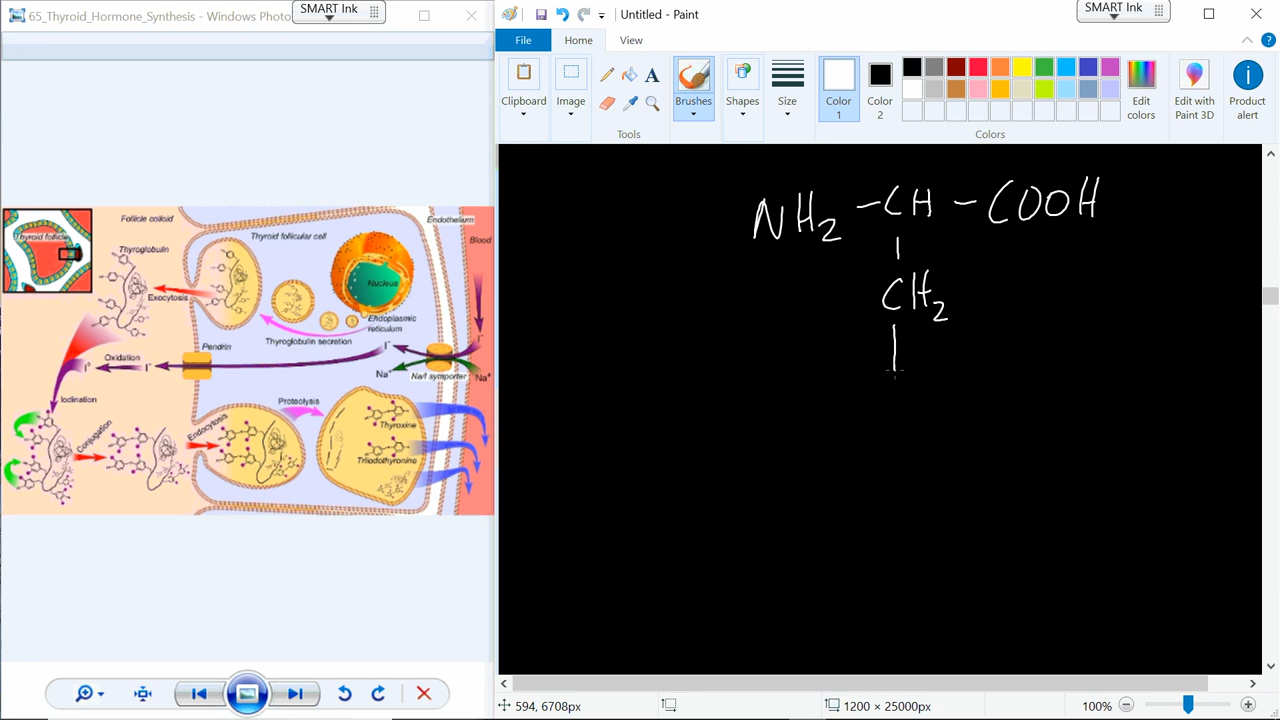 65_Thyroid_Hormone_Synthesis - Windows Photo
SMART Ink
Untitled - Paint
SMART Ink
File
Home
View
Clipboard
Image
Tools
Brushes
Shapes
Size
Color 1
Color 2
Colors
Edit colors
Edit with Paint 3D
Product alert
Thyroid follicle
Follicle colloid
Thyroglobulin
Exocytosis
Thyroid follicular cell
Nucleus
Endoplasmic reticulum
Thyroglobulin secretion
Endothelium
Blood
I⁻
Na⁺
Na/I symporter
I⁻
Na⁺
Pendrin
I⁻
Oxidation
I⁰
Iodination
Conjugation
Endocytosis
Proteolysis
Thyroxine
Triiodothyronine
NH₂ – CH – COOH
|
CH₂
|
594, 6708px
1200 × 25000px
100%